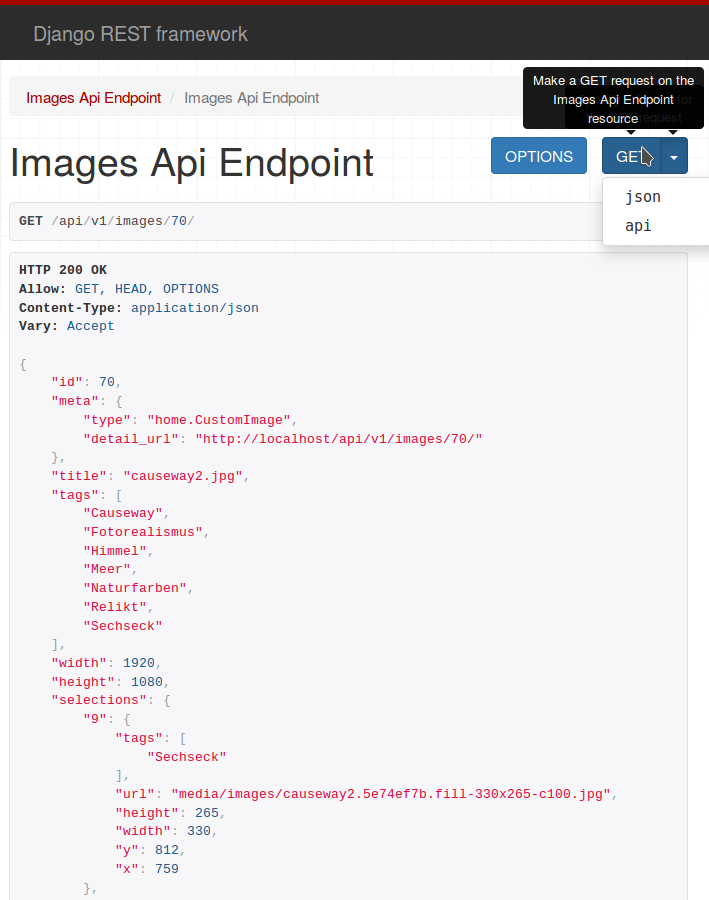 Django REST framework
Images Api Endpoint / Images Api Endpoint
Make a GET request on the
Images Api Endpoint
resource
request
Images Api Endpoint
OPTIONS
GET
json
api
GET /api/v1/images/70/
HTTP 200 OK
Allow: GET, HEAD, OPTIONS
Content-Type: application/json
Vary: Accept
{
    "id": 70,
    "meta": {
        "type": "home.CustomImage",
        "detail_url": "http://localhost/api/v1/images/70/"
    },
    "title": "causeway2.jpg",
    "tags": [
        "Causeway",
        "Fotorealismus",
        "Himmel",
        "Meer",
        "Naturfarben",
        "Relikt",
        "Sechseck"
    ],
    "width": 1920,
    "height": 1080,
    "selections": {
        "9": {
            "tags": [
                "Sechseck"
            ],
            "url": "media/images/causeway2.5e74ef7b.fill-330x265-c100.jpg",
            "height": 265,
            "width": 330,
            "y": 812,
            "x": 759
        },